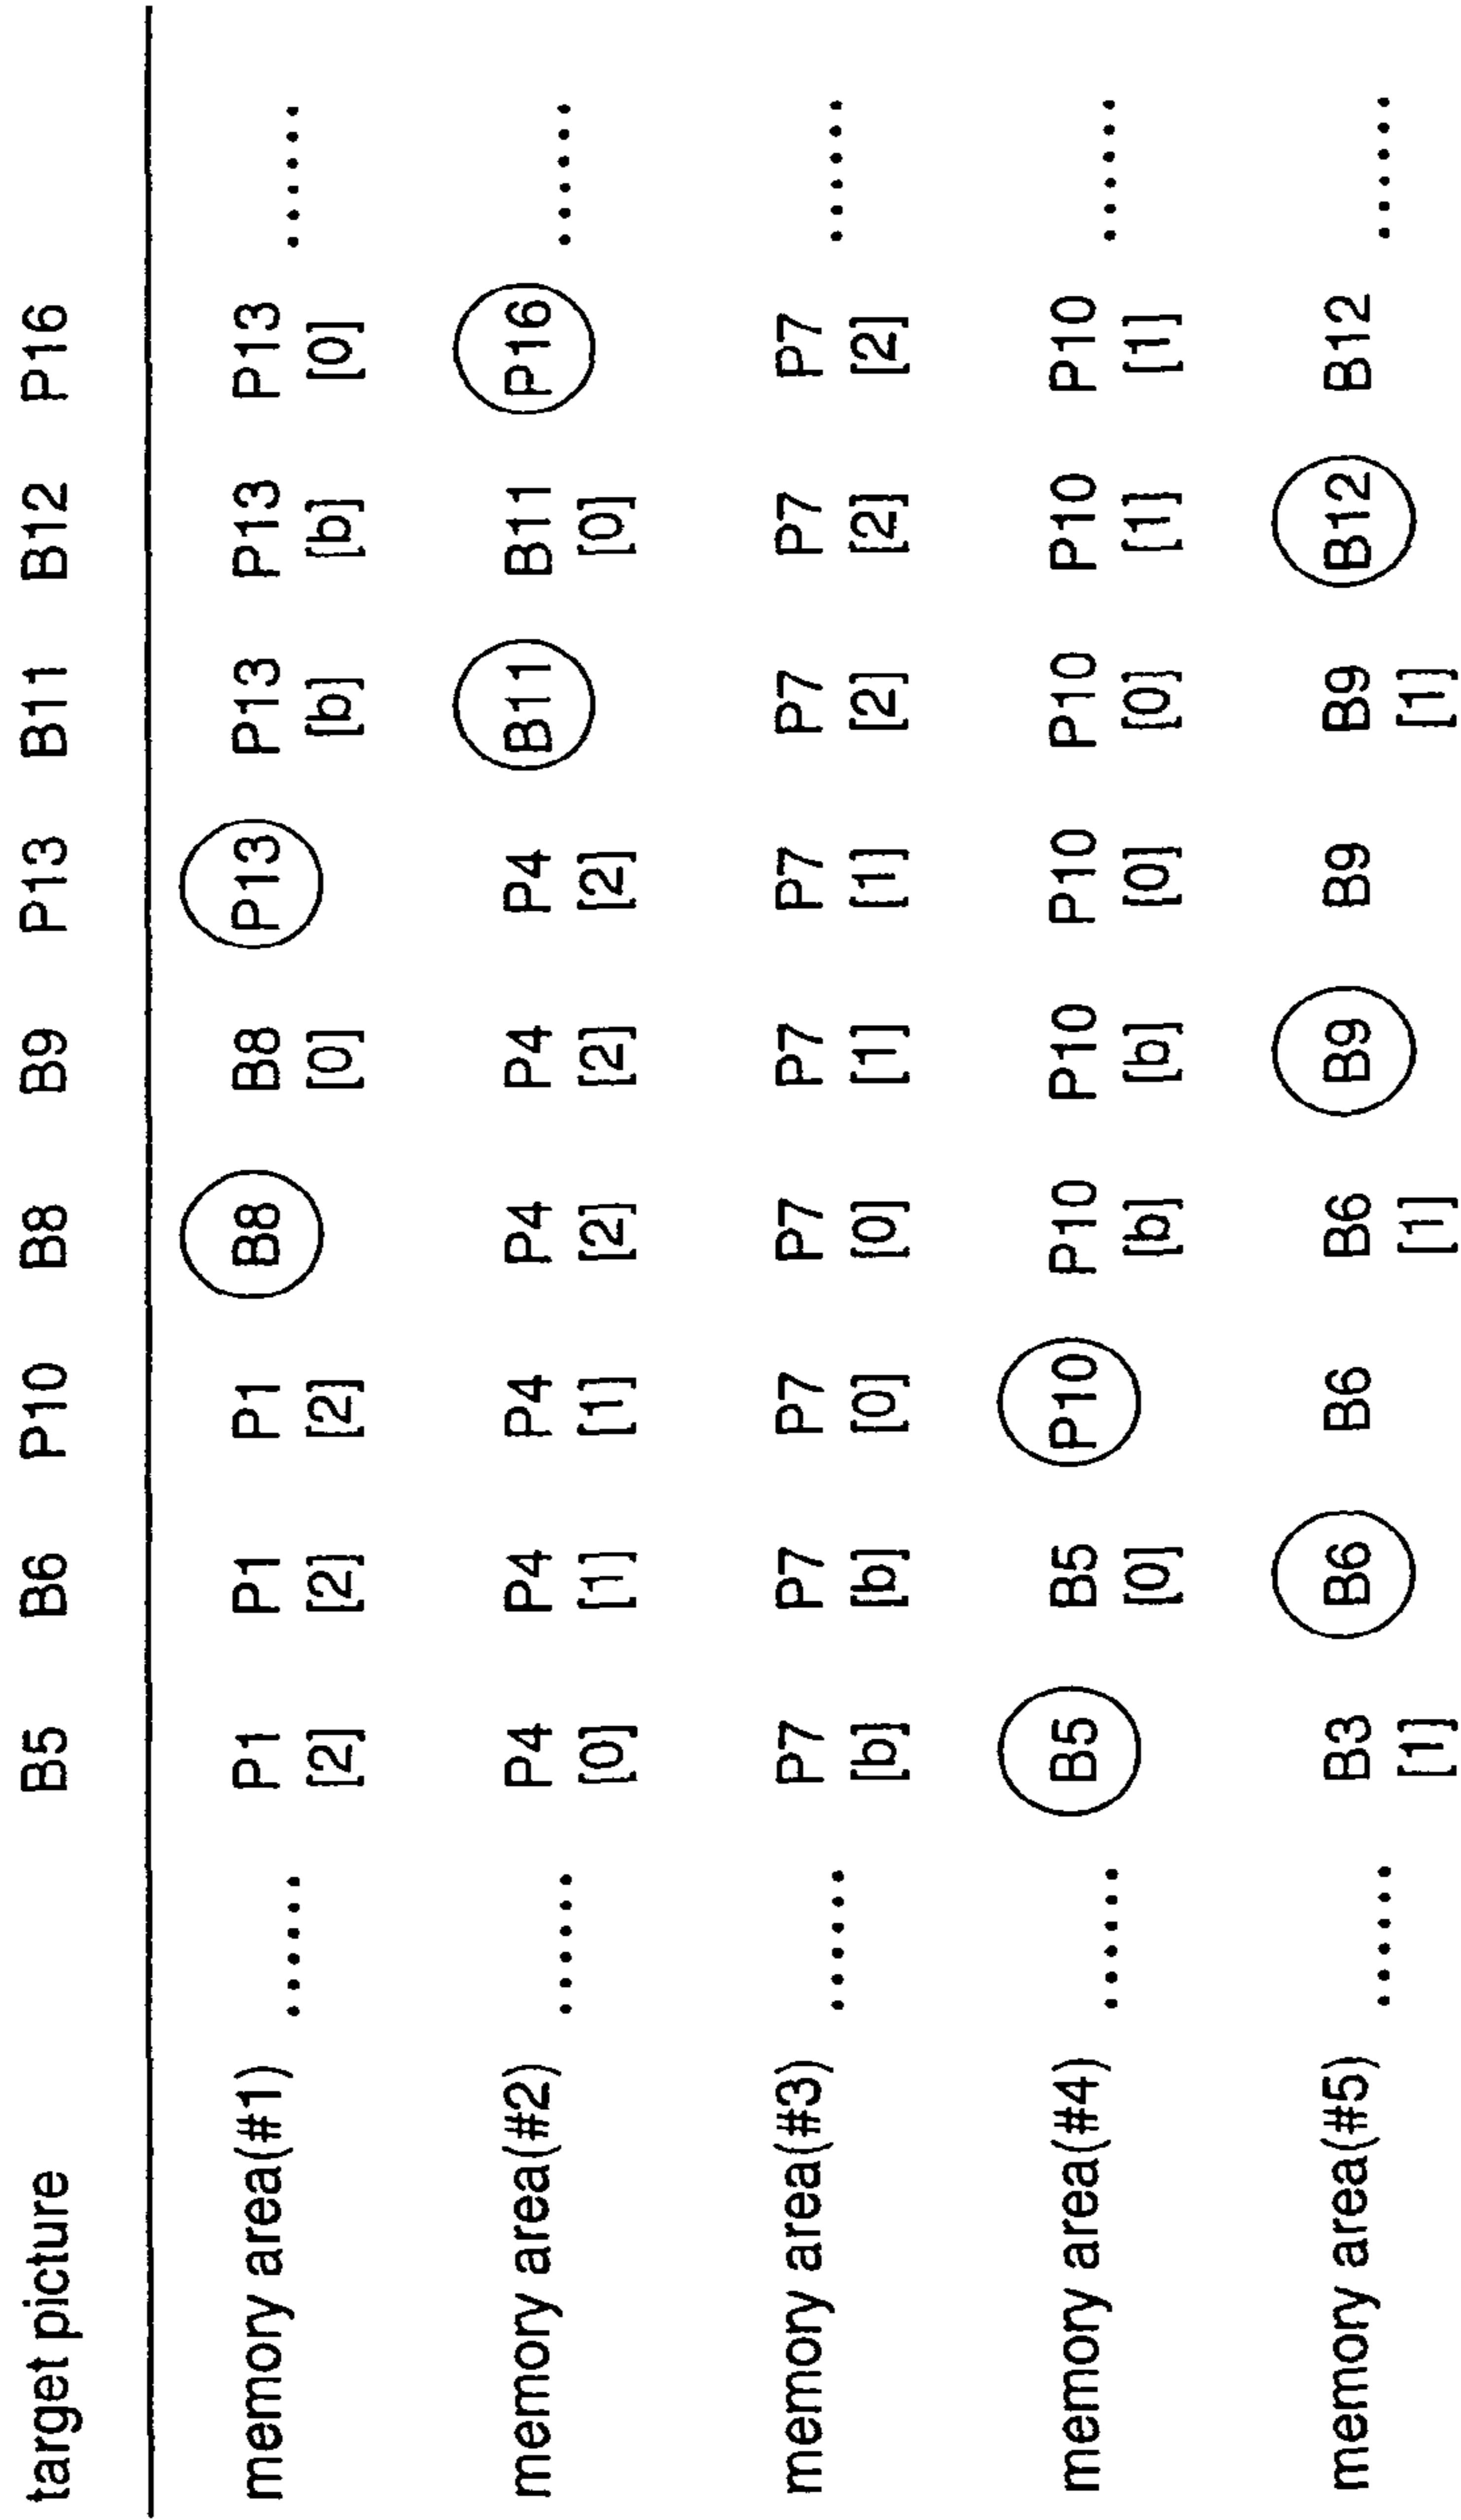 target picture B5 B6 P10 B8 B9 P13 B11 B12 P16
memory area(#1) ...... P1 P1 P1 B8 B8 P13 P13 P13 P13 ......
[2] [2] [2] [0] [b] [b] [0]
memory area(#2) ...... P4 P4 P4 P4 P4 P4 B11 B11 P16 ......
[0] [1] [1] [2] [2] [2] [0]
memory area(#3) ...... P7 P7 P7 P7 P7 P7 P7 P7 P7 ......
[b] [b] [0] [0] [1] [1] [2] [2] [2]
memory area(#4) ...... B5 B5 P10 P10 P10 P10 P10 P10 P10 ......
[0] [b] [b] [0] [0] [1] [1]
memory area(#5) ...... B3 B6 B6 B6 B9 B9 B9 B12 B12 ......
[1] [1] [1]